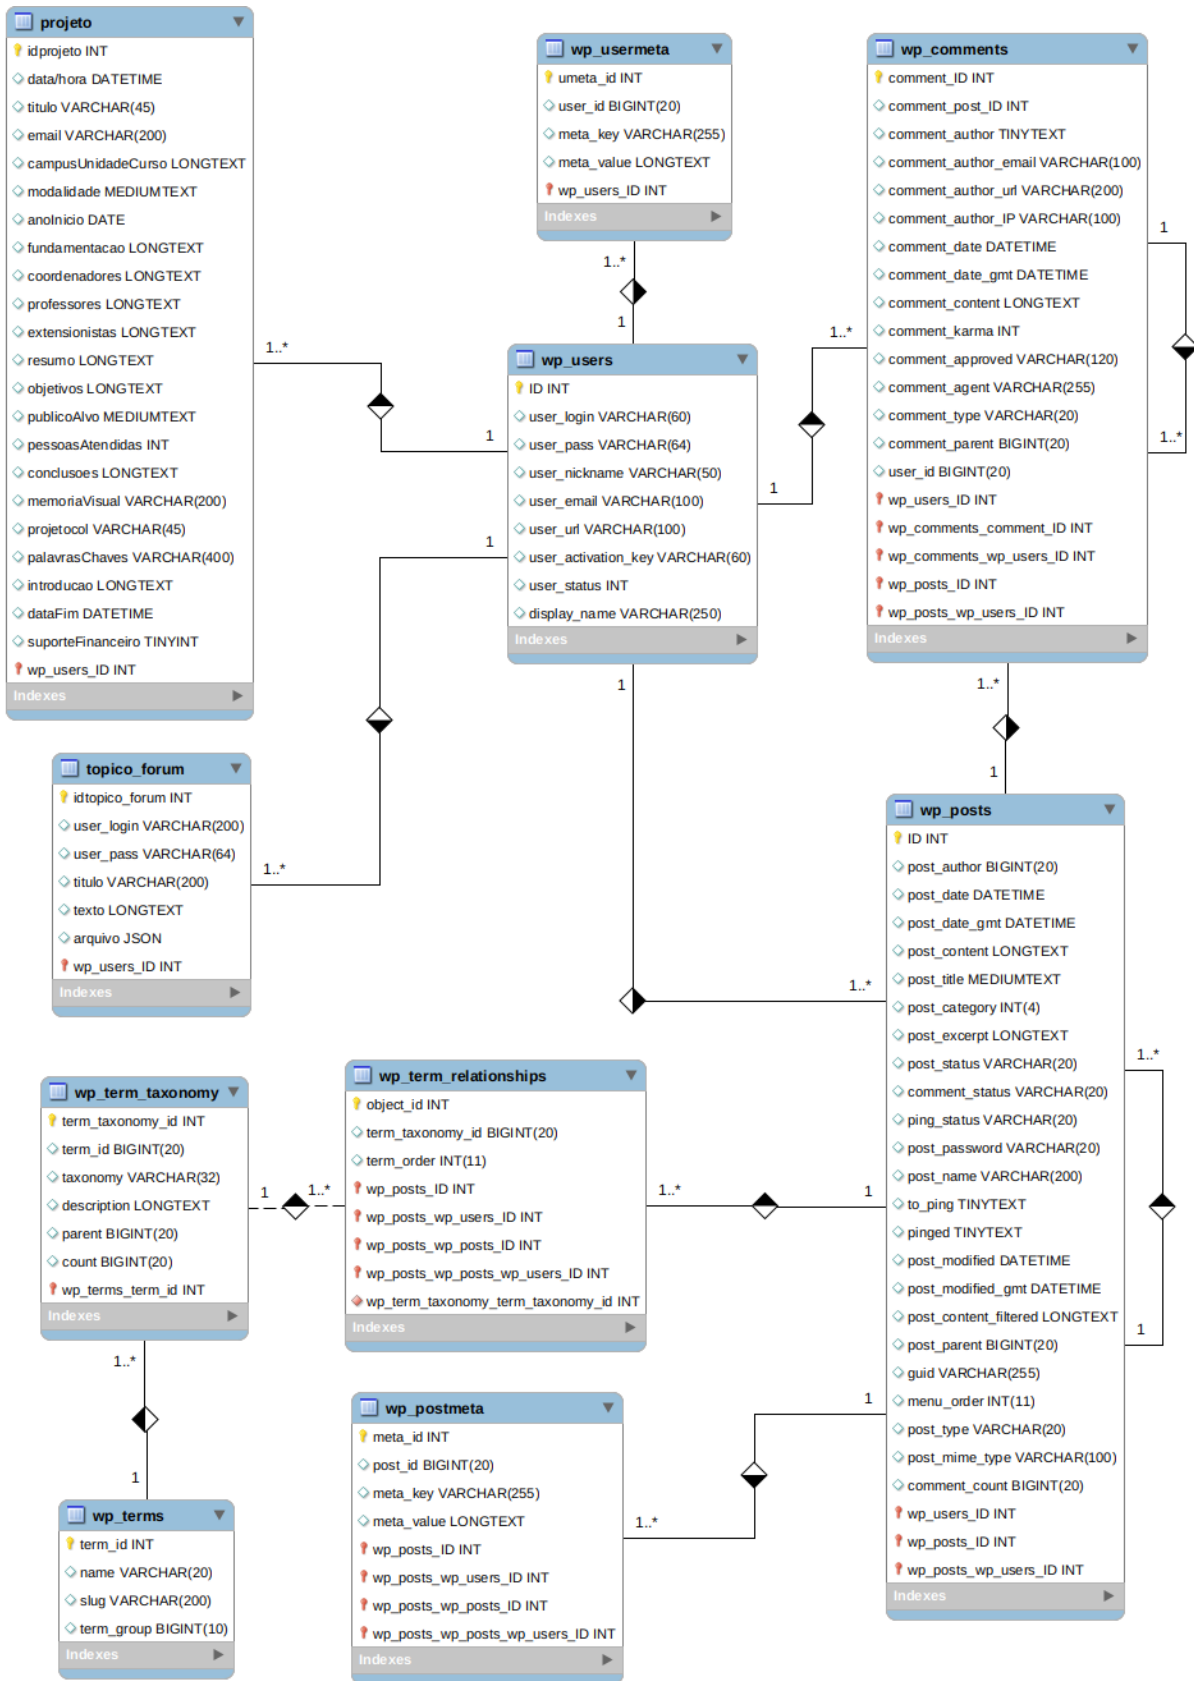 projeto
idprojeto INT
data/hora DATETIME
titulo VARCHAR(45)
email VARCHAR(200)
campusUnidadeCurso LONGTEXT
modalidade MEDIUMTEXT
anoInicio DATE
fundamentacao LONGTEXT
coordenadores LONGTEXT
professores LONGTEXT
extensionistas LONGTEXT
resumo LONGTEXT
objetivos LONGTEXT
publicoAlvo MEDIUMTEXT
pessoasAtendidas INT
conclusoes LONGTEXT
memoriaVisual VARCHAR(200)
projetocol VARCHAR(45)
palavrasChaves VARCHAR(400)
introducao LONGTEXT
dataFim DATETIME
suporteFinanceiro TINYINT
wp_users_ID INT
Indexes
wp_usermeta
umeta_id INT
user_id BIGINT(20)
meta_key VARCHAR(255)
meta_value LONGTEXT
wp_users_ID INT
Indexes
1..*
1
wp_comments
comment_ID INT
comment_post_ID INT
comment_author TINYTEXT
comment_author_email VARCHAR(100)
comment_author_url VARCHAR(200)
comment_author_IP VARCHAR(100)
comment_date DATETIME
comment_date_gmt DATETIME
comment_content LONGTEXT
comment_karma INT
comment_approved VARCHAR(120)
comment_agent VARCHAR(255)
comment_type VARCHAR(20)
comment_parent BIGINT(20)
user_id BIGINT(20)
wp_users_ID INT
wp_comments_comment_ID INT
wp_comments_wp_users_ID INT
wp_posts_ID INT
wp_posts_wp_users_ID INT
Indexes
1
1..*
1..*
1
1..*
1
wp_users
ID INT
user_login VARCHAR(60)
user_pass VARCHAR(64)
user_nickname VARCHAR(50)
user_email VARCHAR(100)
user_url VARCHAR(100)
user_activation_key VARCHAR(60)
user_status INT
display_name VARCHAR(250)
Indexes
1
1..*
1
1..*
1
1..*
1
topico_forum
idtopico_forum INT
user_login VARCHAR(200)
user_pass VARCHAR(64)
titulo VARCHAR(200)
texto LONGTEXT
arquivo JSON
wp_users_ID INT
Indexes
wp_posts
ID INT
post_author BIGINT(20)
post_date DATETIME
post_date_gmt DATETIME
post_content LONGTEXT
post_title MEDIUMTEXT
post_category INT(4)
post_excerpt LONGTEXT
post_status VARCHAR(20)
comment_status VARCHAR(20)
ping_status VARCHAR(20)
post_password VARCHAR(20)
post_name VARCHAR(200)
to_ping TINYTEXT
pinged TINYTEXT
post_modified DATETIME
post_modified_gmt DATETIME
post_content_filtered LONGTEXT
post_parent BIGINT(20)
guid VARCHAR(255)
menu_order INT(11)
post_type VARCHAR(20)
post_mime_type VARCHAR(100)
comment_count BIGINT(20)
wp_users_ID INT
wp_posts_ID INT
wp_posts_wp_users_ID INT
Indexes
1..*
1
wp_term_taxonomy
term_taxonomy_id INT
term_id BIGINT(20)
taxonomy VARCHAR(32)
description LONGTEXT
parent BIGINT(20)
count BIGINT(20)
wp_terms_term_id INT
Indexes
1
1..*
wp_term_relationships
object_id INT
term_taxonomy_id BIGINT(20)
term_order INT(11)
wp_posts_ID INT
wp_posts_wp_users_ID INT
wp_posts_wp_posts_ID INT
wp_posts_wp_posts_wp_users_ID INT
wp_term_taxonomy_term_taxonomy_id INT
Indexes
1..*
1
1..*
1
wp_terms
term_id INT
name VARCHAR(20)
slug VARCHAR(200)
term_group BIGINT(10)
Indexes
wp_postmeta
meta_id INT
post_id BIGINT(20)
meta_key VARCHAR(255)
meta_value LONGTEXT
wp_posts_ID INT
wp_posts_wp_users_ID INT
wp_posts_wp_posts_ID INT
wp_posts_wp_posts_wp_users_ID INT
Indexes
1
1..*